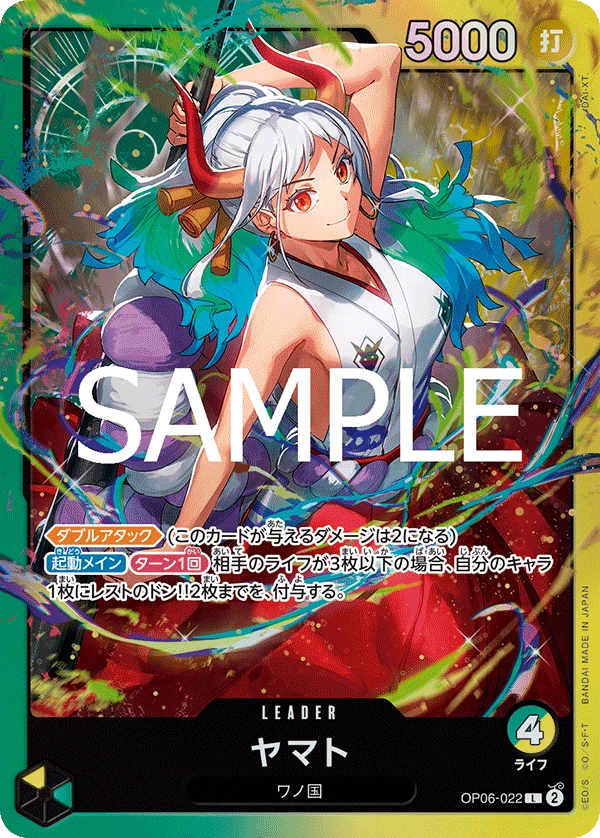 5000 打
DAI-XT.
SAMPLE
ダブルアタック (このカードが与えるダメージは2になる)
起動メイン ターン1回 相手のライフが3枚以下の場合、自分のキャラ
1枚にレストのドン!!2枚までを、付与する。
LEADER
ヤマト
4
ライフ
ワノ国
OP06-022 L 2
©E.O/S ©O/S・F・T BANDAI MADE IN JAPAN